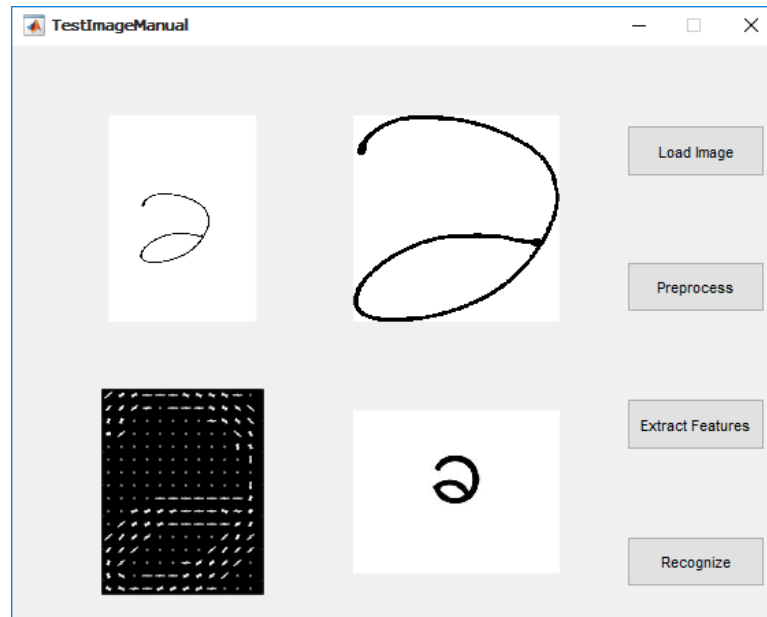 TestImageManual
Load Image
Preprocess
Extract Features
Recognize